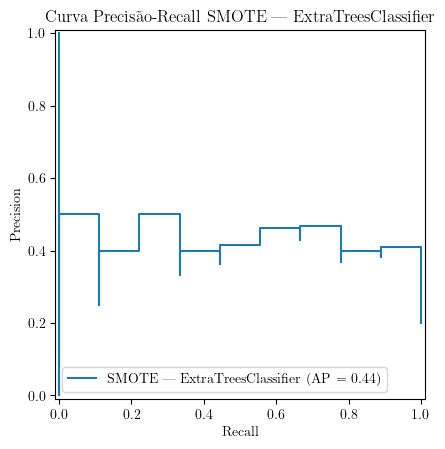 Curva Precisão-Recall SMOTE — ExtraTreesClassifier
1.0
0.8
0.6
0.4
0.2
0.0
Precision
SMOTE — ExtraTreesClassifier (AP = 0.44)
0.0 0.2 0.4 0.6 0.8 1.0
Recall